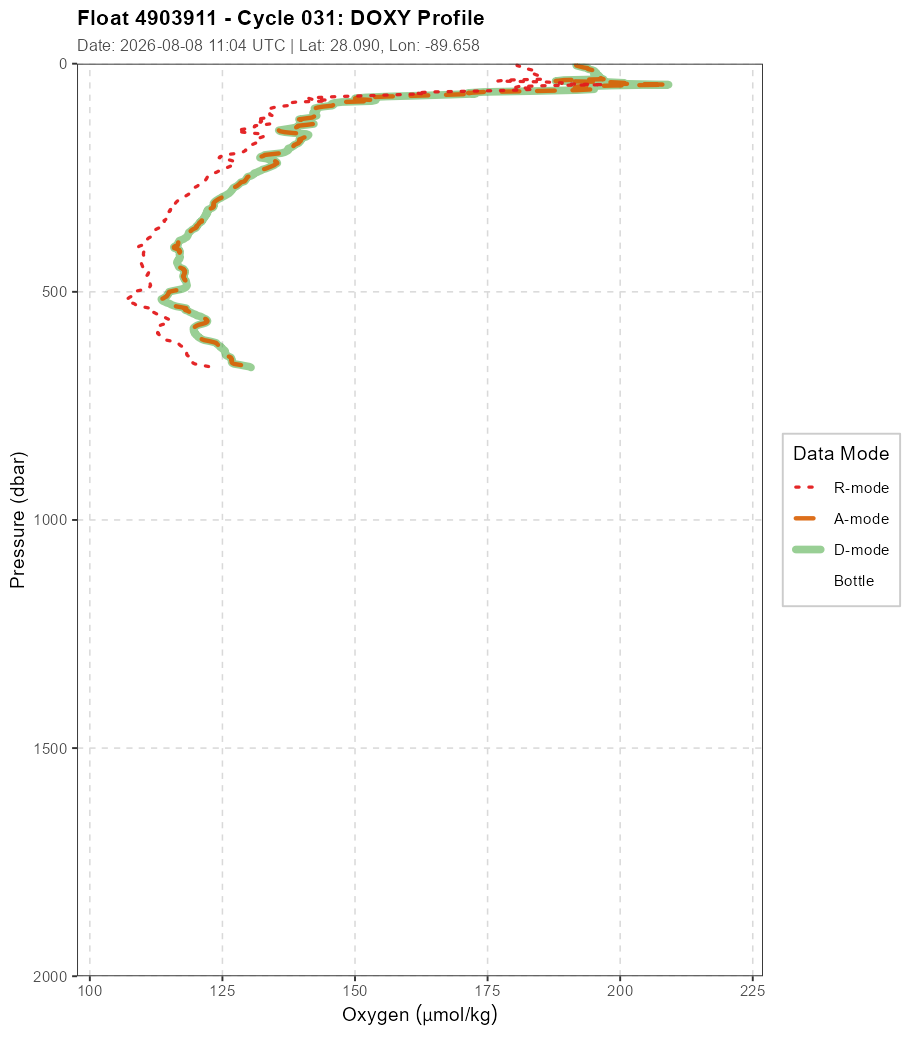 Float 4903911 - Cycle 031: DOXY Profile
Date: 2026-08-08 11:04 UTC | Lat: 28.090, Lon: -89.658
0
500
1000
1500
2000
Pressure (dbar)
100 125 150 175 200 225
Oxygen (µmol/kg)
Data Mode
R-mode
A-mode
D-mode
Bottle